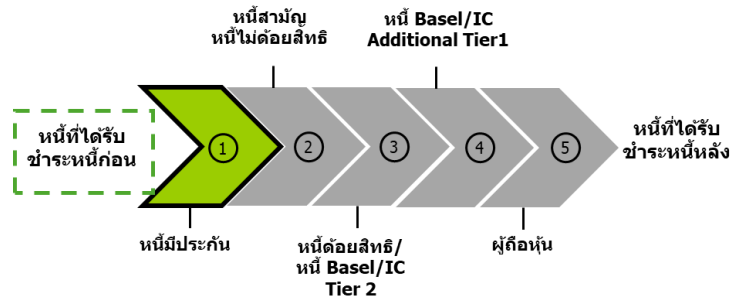 หนี้สามัญ
หนี้ไม่ด้อยสิทธิ
หนี้ Basel/IC
Additional Tier1
หนี้ที่ได้รับ
ชำระหนี้ก่อน
1
2
3
4
5
หนี้ที่ได้รับ
ชำระหนี้หลัง
หนี้มีประกัน
หนี้ด้อยสิทธิ/
หนี้ Basel/IC
Tier 2
ผู้ถือหุ้น